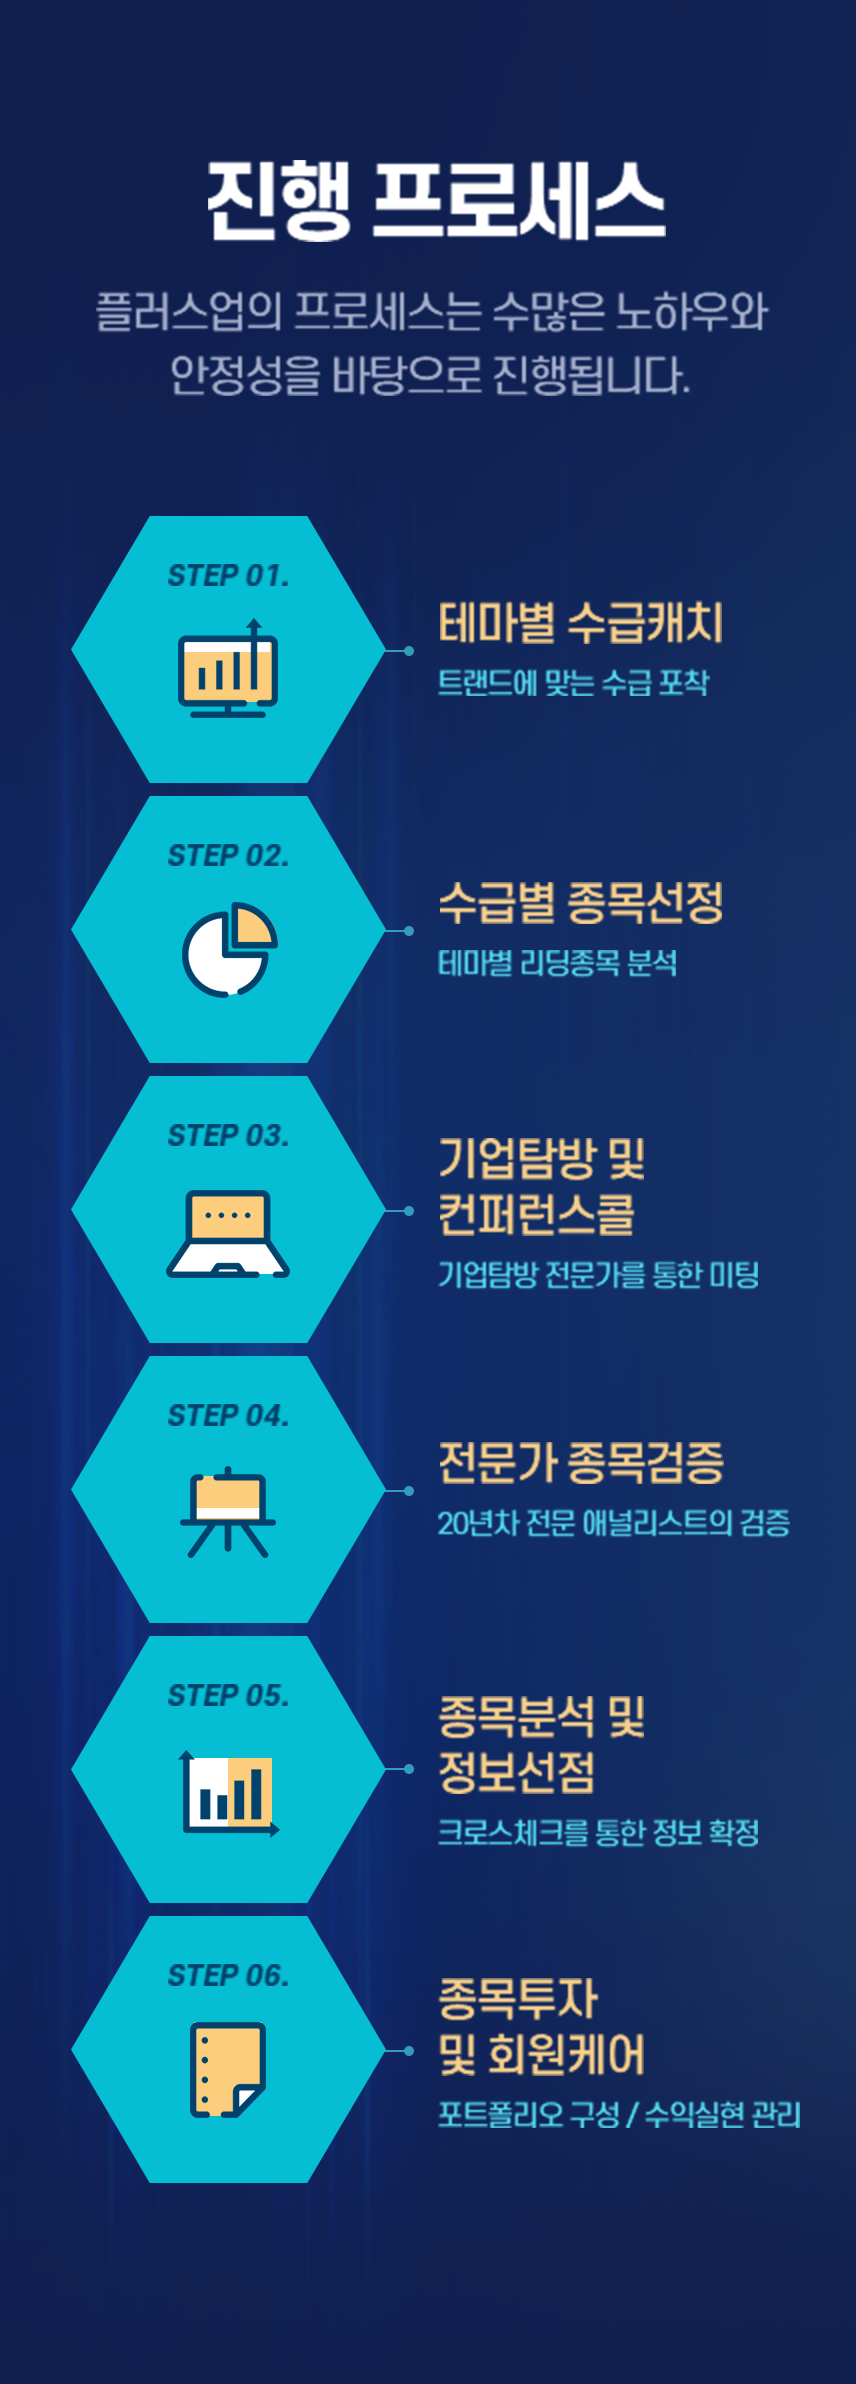 진행 프로세스
플러스업의 프로세스는 수많은 노하우와
안정성을 바탕으로 진행됩니다.
STEP 01.
테마별 수급캐치
트랜드에 맞는 수급 포착
STEP 02.
수급별 종목선정
테마별 리딩종목 분석
STEP 03.
기업탐방 및
컨퍼런스콜
기업탐방 전문가를 통한 미팅
STEP 04.
전문가 종목검증
20년차 전문 애널리스트의 검증
STEP 05.
종목분석 및
정보선점
크로스체크를 통한 정보 확정
STEP 06.
종목투자
및 회원케어
포트폴리오 구성 / 수익실현 관리